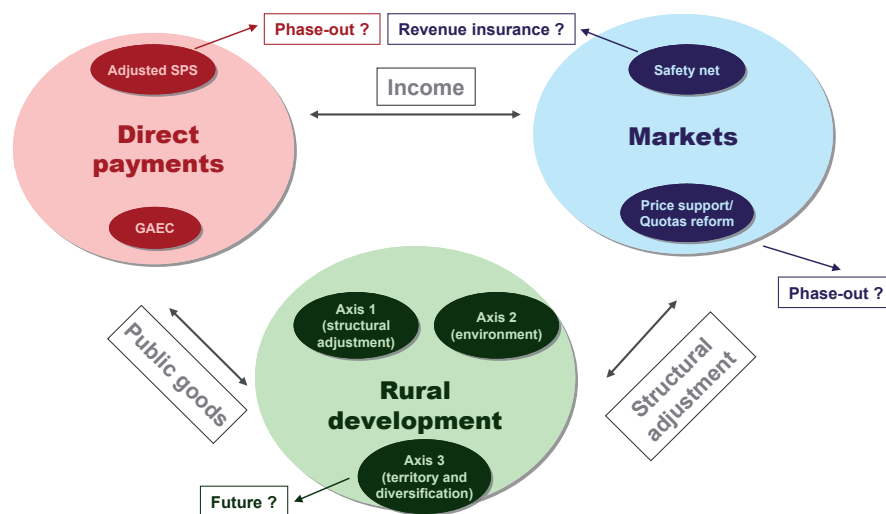 Phase-out ?
Revenue insurance ?
Adjusted SPS
Safety net
Income
Direct
payments
Markets
GAEC
Price support/
Quotas reform
Phase-out ?
Public goods
Axis 1
(structural
adjustment)
Axis 2
(environment)
Structural
adjustment
Rural
development
Axis 3
(territory and
diversification)
Future ?